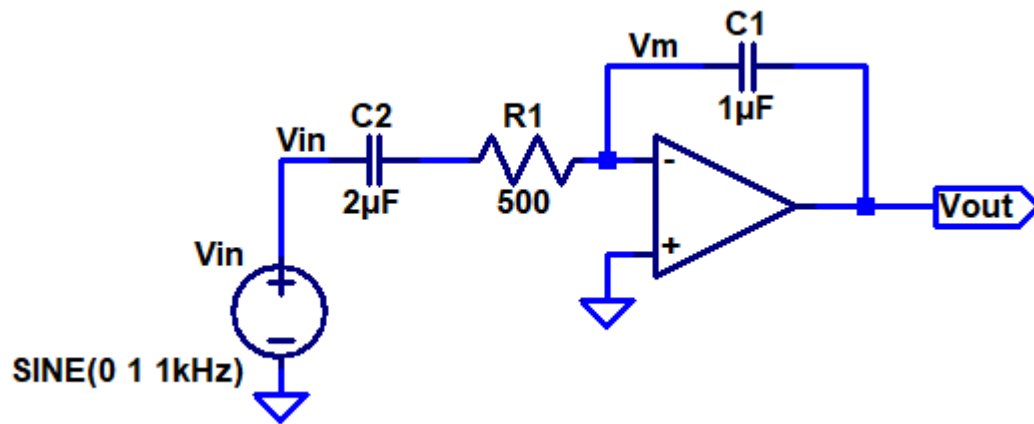 C1
Vm
1µF
C2
R1
Vin
-
2µF
500
+
Vout
Vin
SINE(0 1 1kHz)